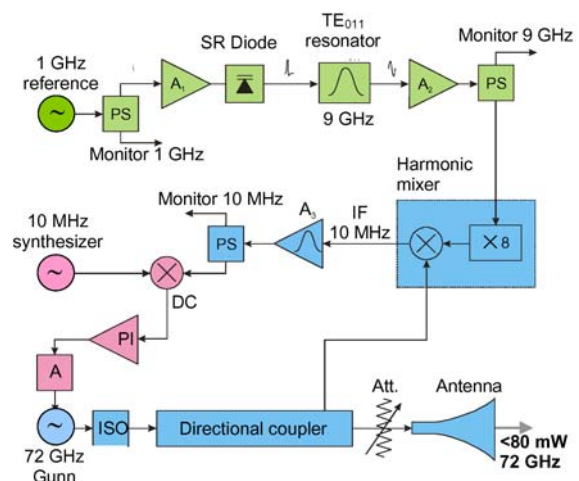 SR Diode
TE011
resonator
Monitor 9 GHz
1 GHz
reference
A1
A2
PS
PS
~
9 GHz
Monitor 1 GHz
Harmonic
mixer
Monitor 10 MHz
A3
IF
10 MHz
× 8
10 MHz
synthesizer
PS
~
DC
PI
A
Att.
Antenna
~
ISO
Directional coupler
<80 mW
72 GHz
72 GHz
Gunn